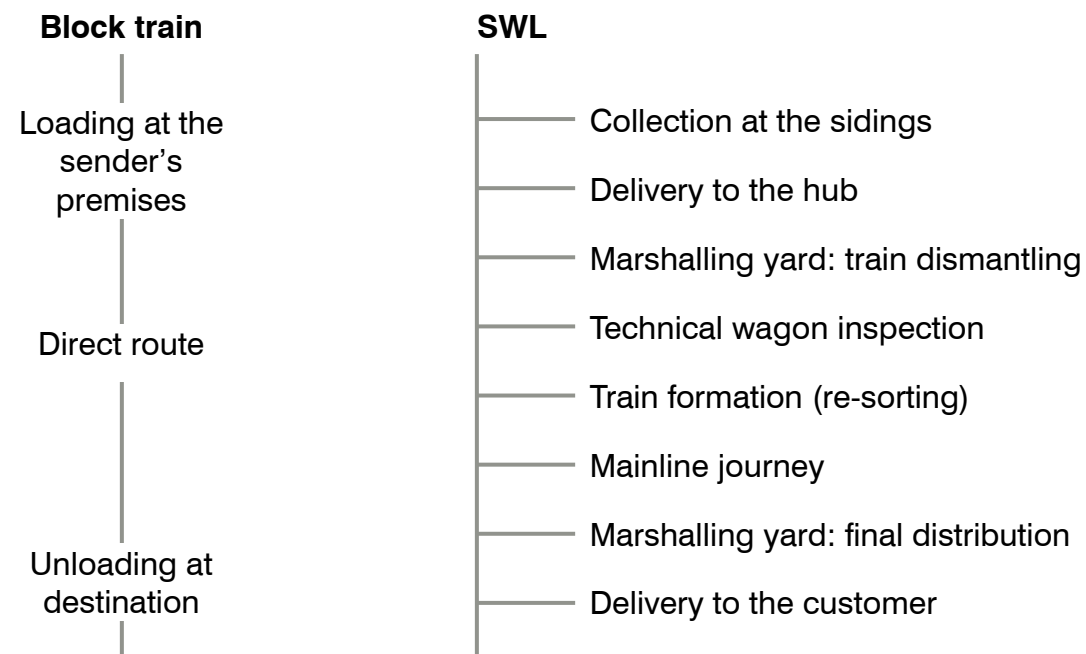 Block train
Loading at the
sender’s
premises
Direct route
Unloading at
destination
SWL
Collection at the sidings
Delivery to the hub
Marshalling yard: train dismantling
Technical wagon inspection
Train formation (re-sorting)
Mainline journey
Marshalling yard: final distribution
Delivery to the customer